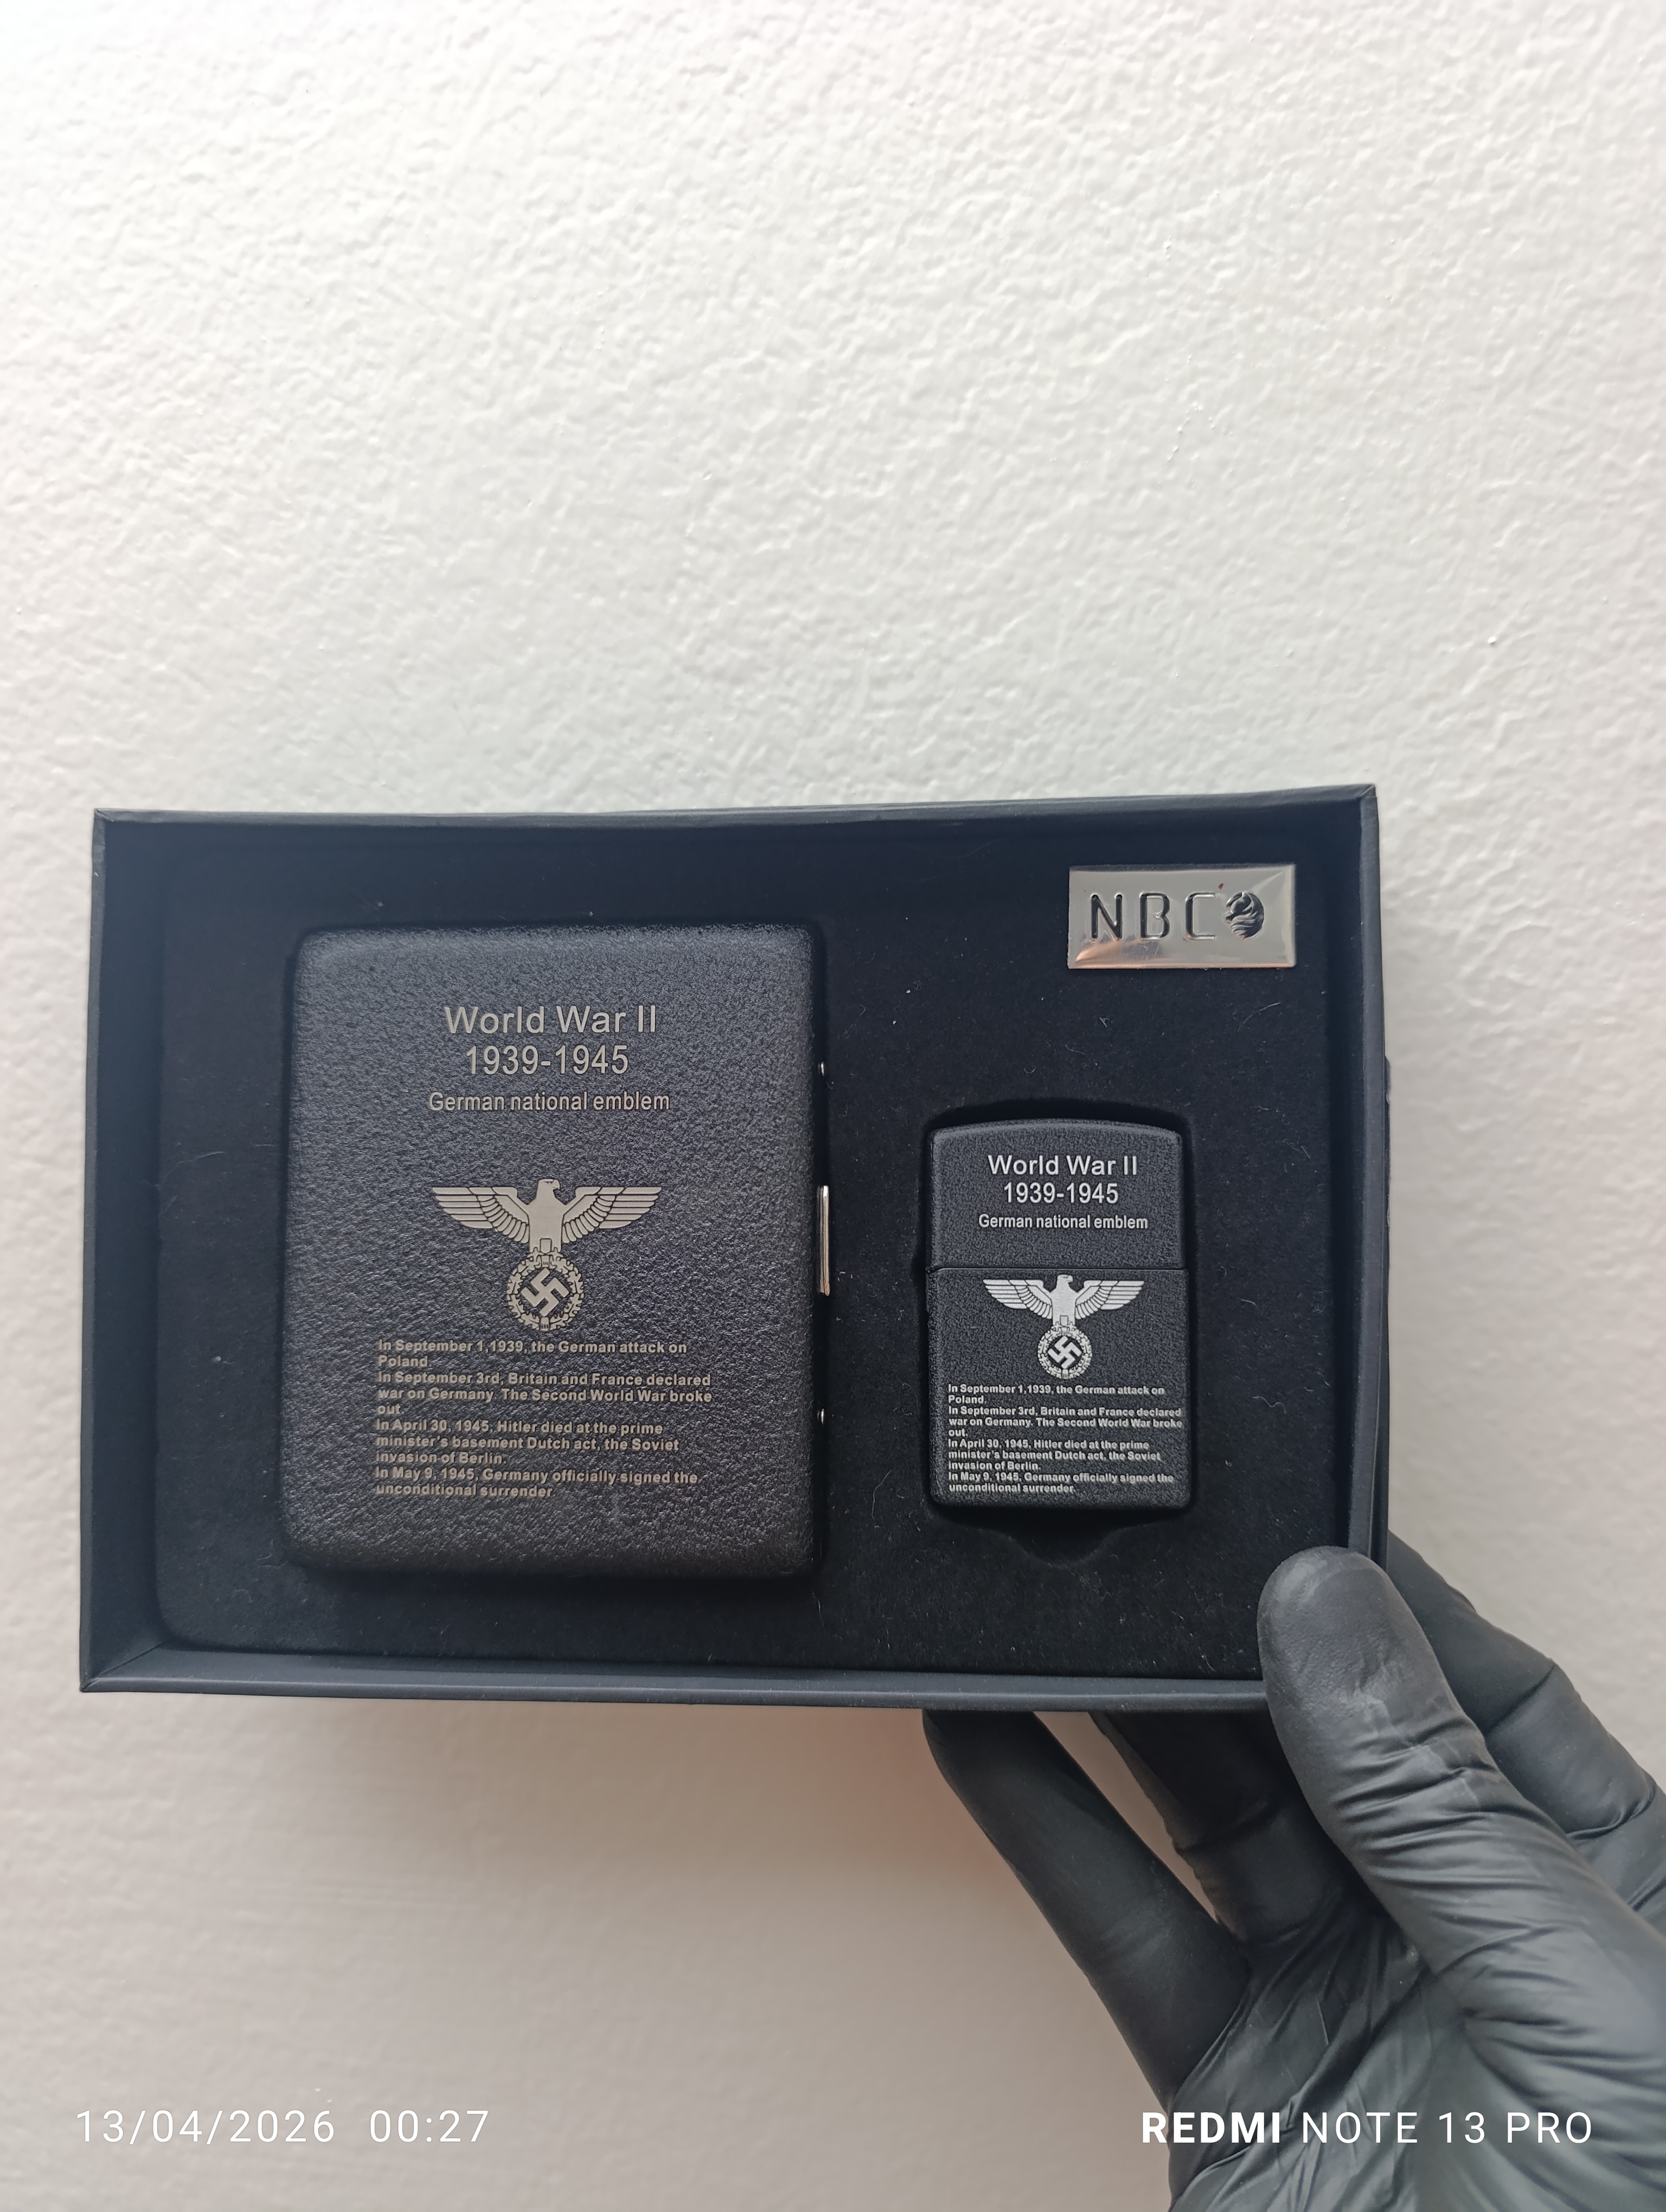 NBC
World War II
1939-1945
German national emblem
In September 1,1939, the German attack on
Poland
In September 3rd, Britain and France declared
war on Germany. The Second World War broke
out.
In April 30, 1945, Hitler died at the prime
minister's basement Dutch act, the Soviet
invasion of Berlin.
In May 9, 1945, Germany officially signed the
unconditional surrender
World War II
1939-1945
German national emblem
In September 1,1939, the German attack on
Poland.
In September 3rd, Britain and France declared
war on Germany. The Second World War broke
out.
In April 30, 1945, Hitler died at the prime
minister's basement Dutch act, the Soviet
invasion of Berlin.
In May 9, 1945, Germany officially signed the
unconditional surrender.
13/04/2026 00:27
REDMI NOTE 13 PRO